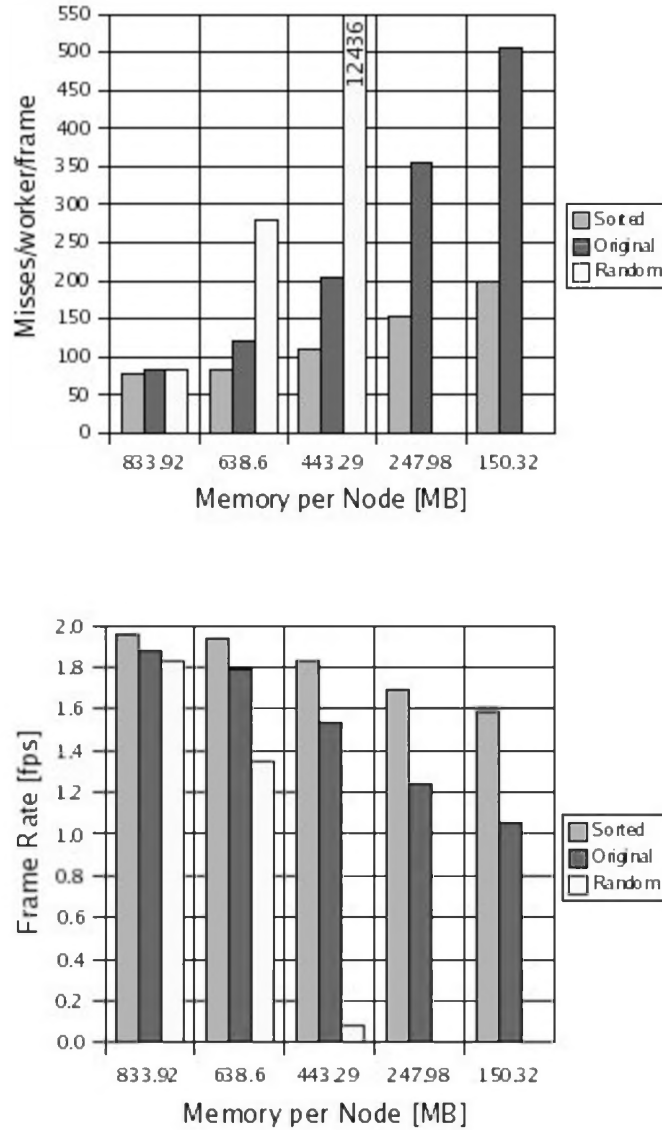 550
500
450
400
350
300
250
200
150
100
50
0
Misses/worker/frame
12436
833.92 638.6 443.29 247.98 150.32
Memory per Node [MB]
Sorted
Original
Random
2.0
1.8
1.6
1.4
1.2
1.0
0.8
0.6
0.4
0.2
0.0
Frame Rate [fps]
833.92 638.6 443.29 247.98 150.32
Memory per Node [MB]
Sorted
Original
Random